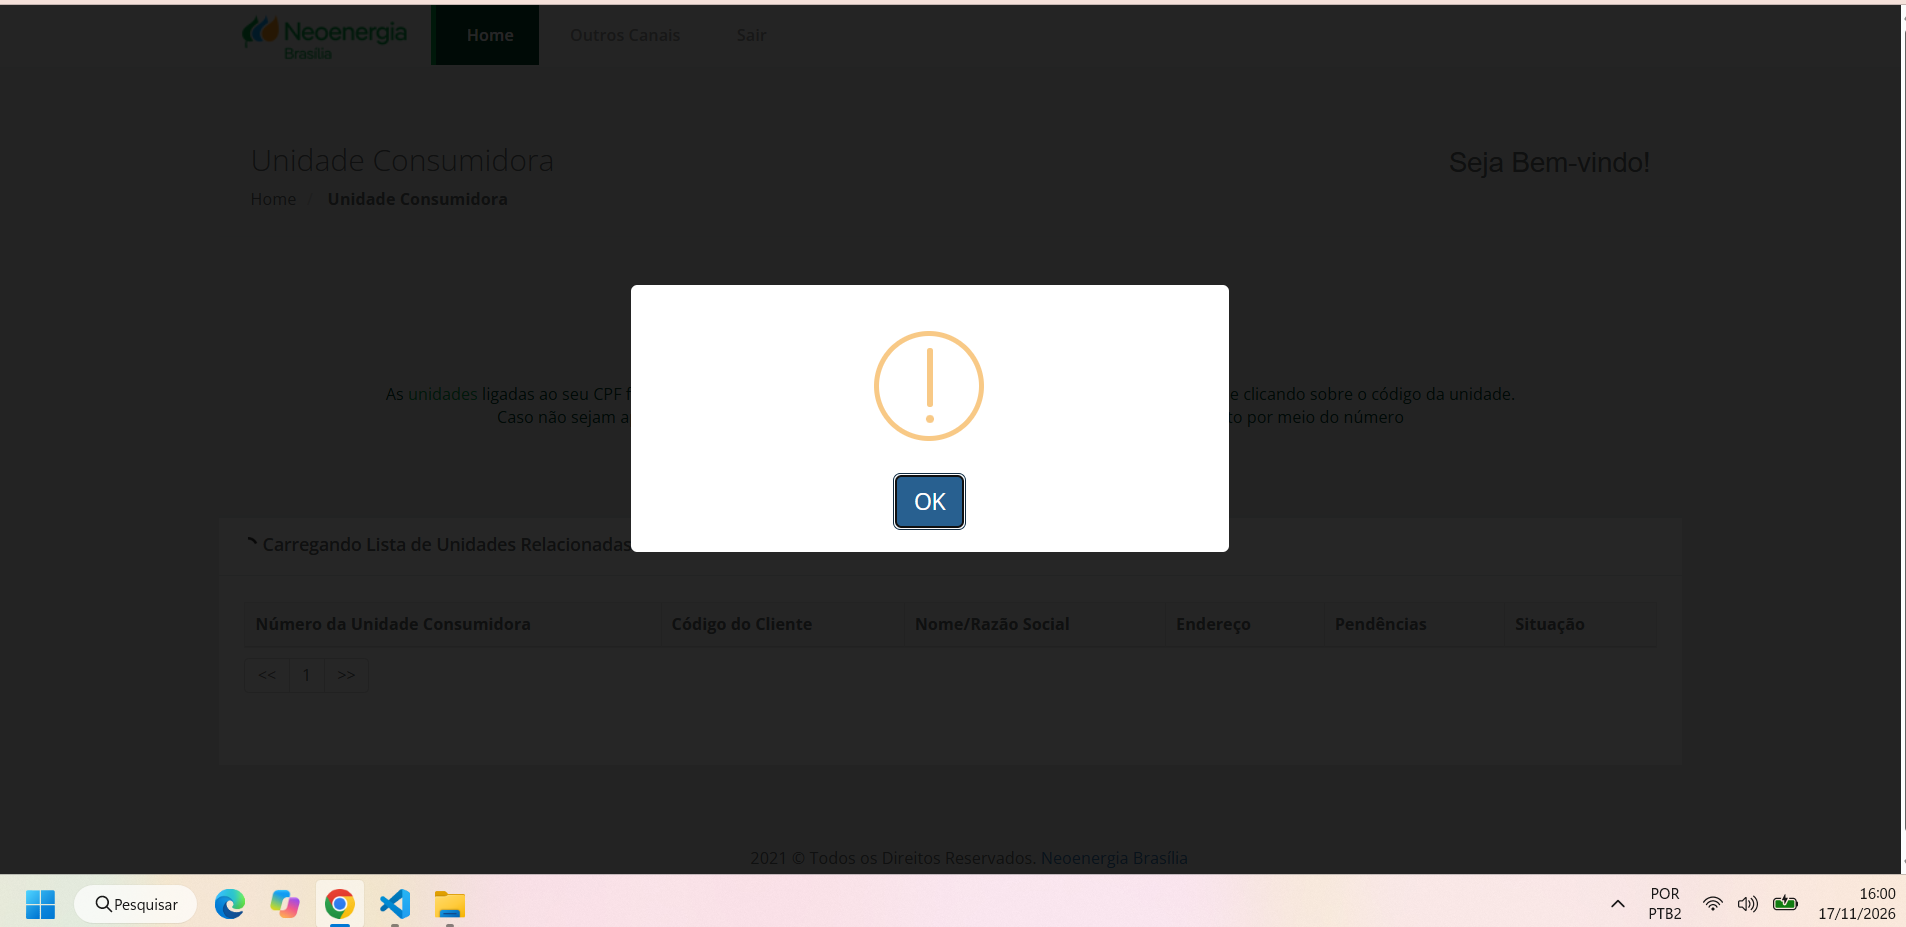 Neoenergia
Brasília
Home
Outros Canais
Sair
Unidade Consumidora
Seja Bem-vindo!
Home / Unidade Consumidora
As unidades ligadas ao seu CPF f
e clicando sobre o código da unidade.
Caso não sejam a
to por meio do número
OK
Carregando Lista de Unidades Relacionadas
Número da Unidade Consumidora
Código do Cliente
Nome/Razão Social
Endereço
Pendências
Situação
<<
1
>>
2021 © Todos os Direitos Reservados. Neoenergia Brasília
Pesquisar
POR
PTB2
16:00
17/11/2026